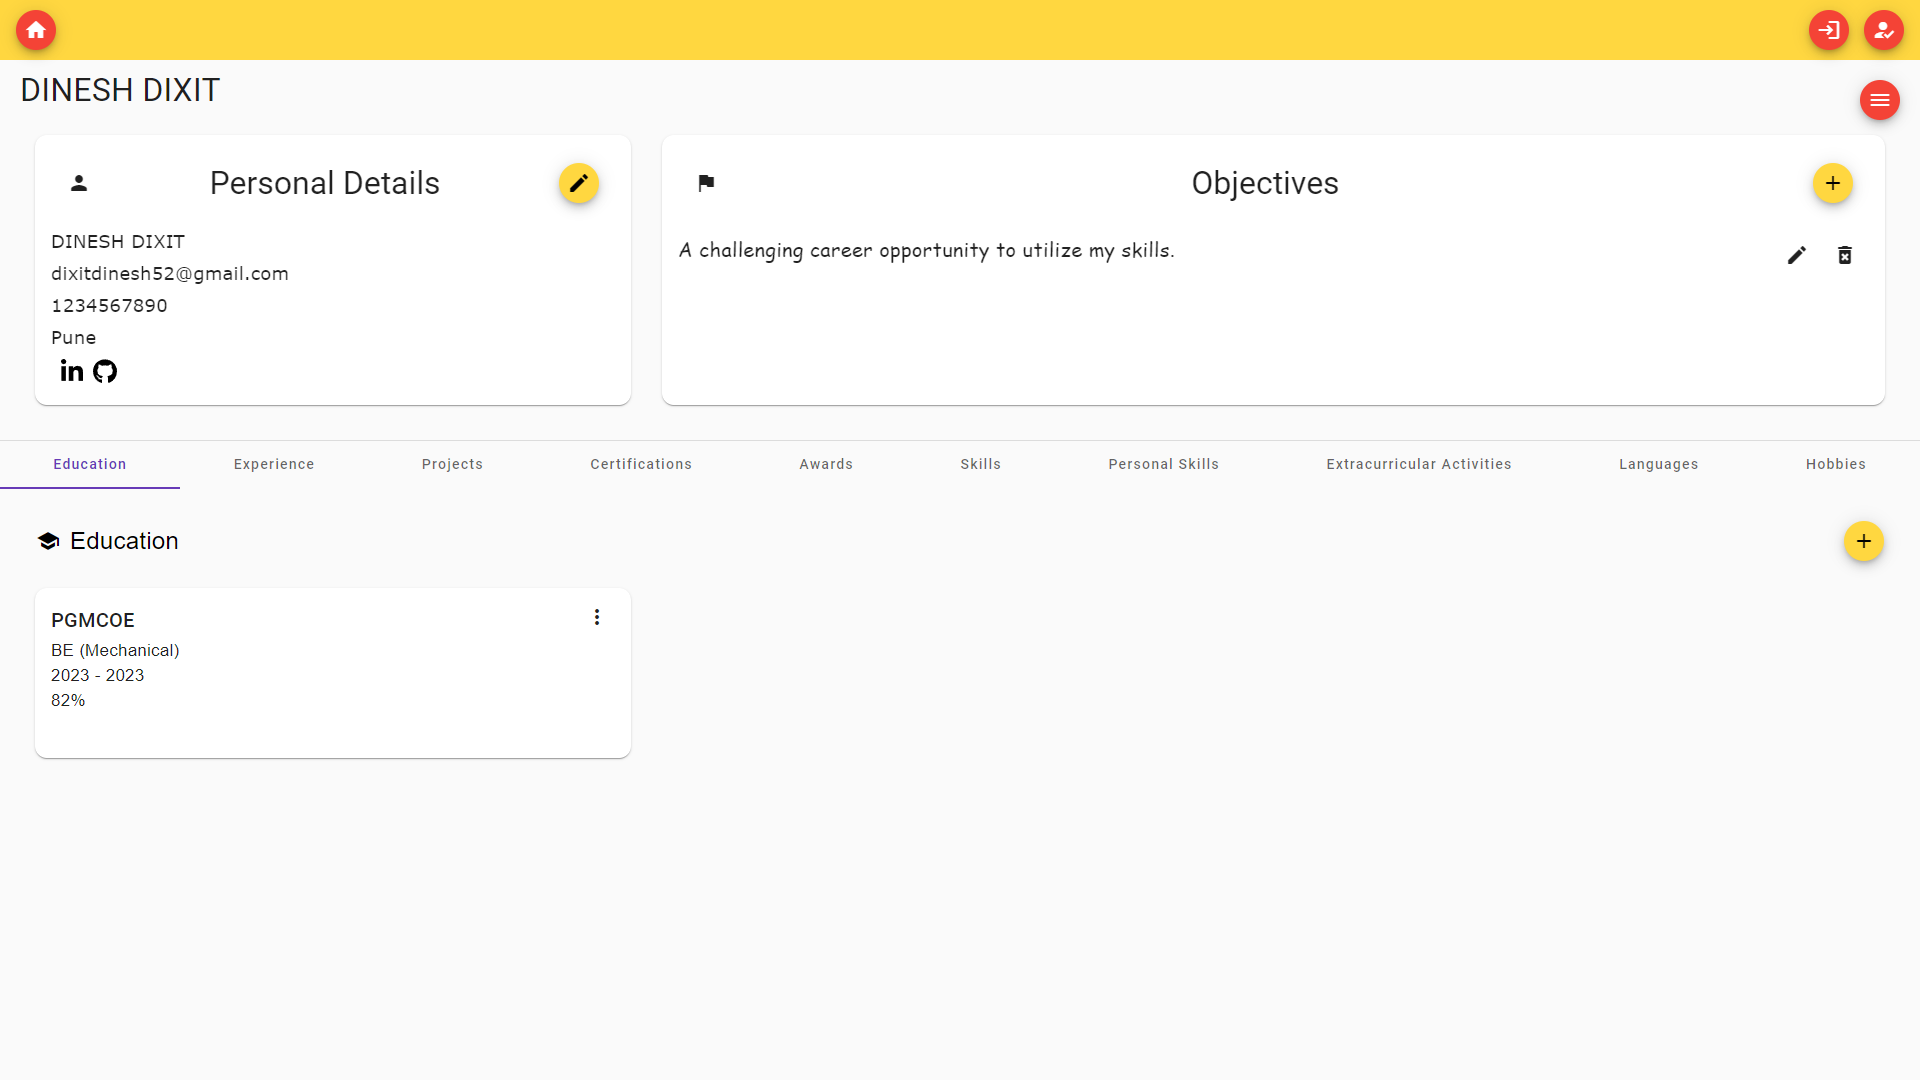 DINESH DIXIT
Personal Details
DINESH DIXIT
dixitdinesh52@gmail.com
1234567890
Pune
Objectives
A challenging career opportunity to utilize my skills.
Education Experience Projects Certifications Awards Skills Personal Skills Extracurricular Activities Languages Hobbies
Education
PGMCOE
BE (Mechanical)
2023 - 2023
82%